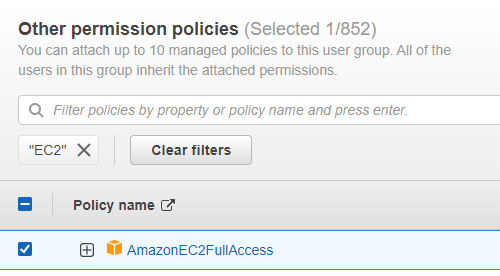 Other permission policies (Selected 1/852)
You can attach up to 10 managed policies to this user group. All of the
users in this group inherit the attached permissions.
Filter policies by property or policy name and press enter.
"EC2" Clear filters
Policy name
AmazonEC2FullAccess